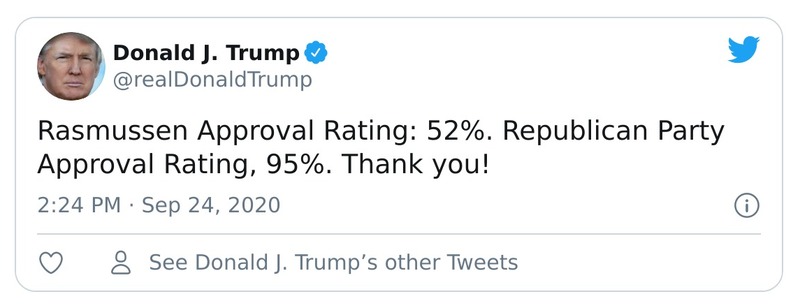 Donald J. Trump
@realDonaldTrump
Rasmussen Approval Rating: 52%. Republican Party
Approval Rating, 95%. Thank you!
2:24 PM · Sep 24, 2020
See Donald J. Trump’s other Tweets